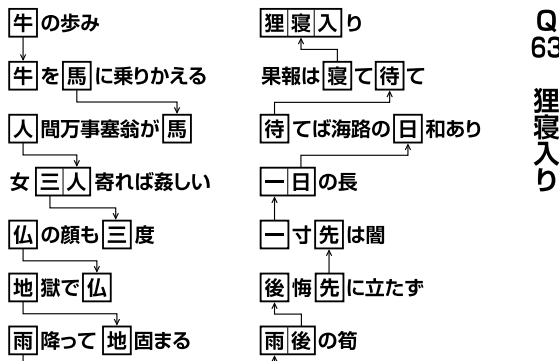 Q63 狸寝入り
狸寝入り
果報は寝て待て
待てば海路の日和あり
一日の長
一寸先は闇
後悔先に立たず
雨後の筍
牛の歩み
牛を馬に乗りかえる
人間万事塞翁が馬
女三人寄れば姦しい
仏の顔も三度
地獄で仏
雨降って地固まる